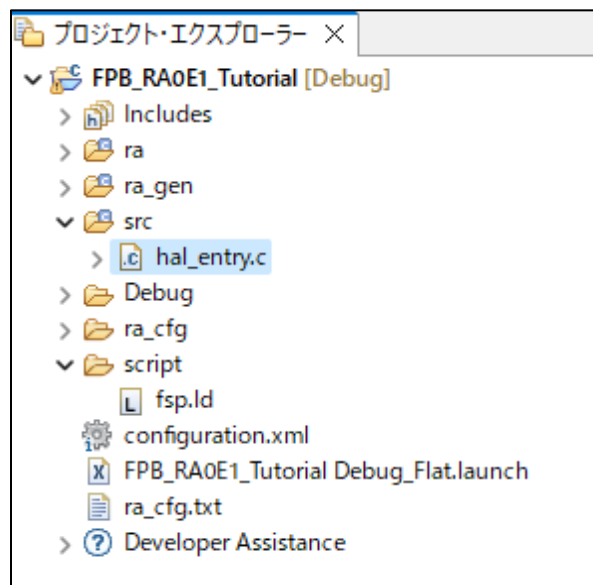 プロジェクト・エクスプローラー
FPB_RA0E1_Tutorial [Debug]
Includes
ra
ra_gen
src
hal_entry.c
Debug
ra_cfg
script
fsp.ld
configuration.xml
FPB_RA0E1_Tutorial Debug_Flat.launch
ra_cfg.txt
Developer Assistance